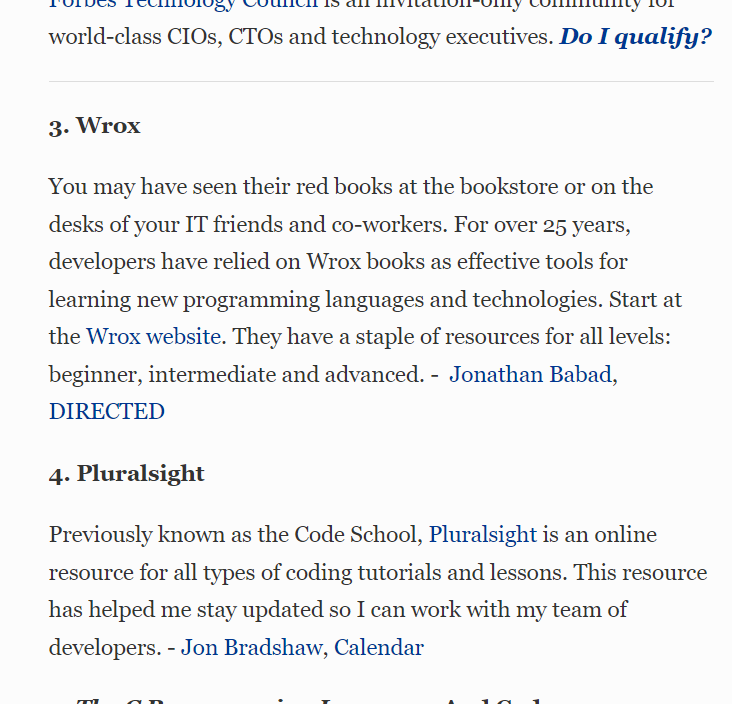 Forbes Technology Council is an invitation-only community for
world-class CIOs, CTOs and technology executives. Do I qualify?
3. Wrox
You may have seen their red books at the bookstore or on the
desks of your IT friends and co-workers. For over 25 years,
developers have relied on Wrox books as effective tools for
learning new programming languages and technologies. Start at
the Wrox website. They have a staple of resources for all levels:
beginner, intermediate and advanced. -  Jonathan Babad,
DIRECTED
4. Pluralsight
Previously known as the Code School, Pluralsight is an online
resource for all types of coding tutorials and lessons. This resource
has helped me stay updated so I can work with my team of
developers. - Jon Bradshaw, Calendar